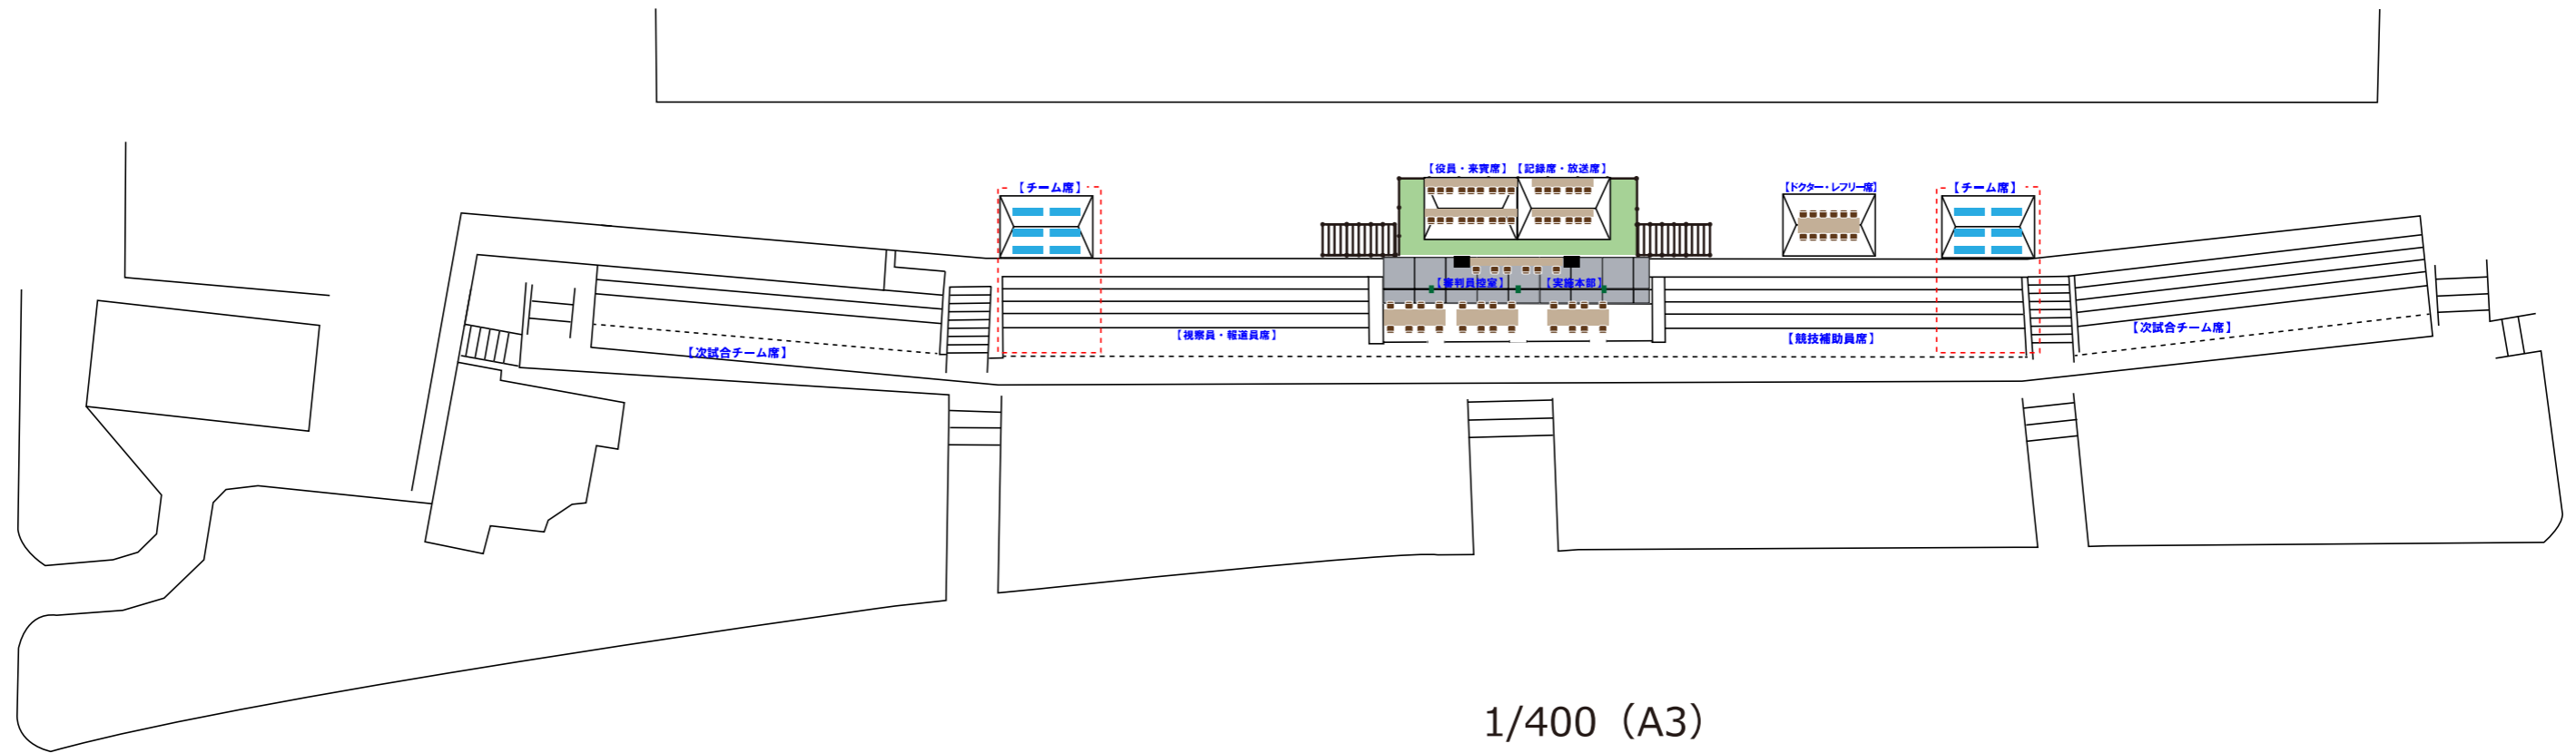 【役員・来賓席】【記録席・放送席】
【チーム席】
【ドクター・レフリー席】
【チーム席】
【審判員控室】
【実施本部】
【次試合チーム席】
【視察員・報道員席】
【競技補助員席】
【次試合チーム席】
1/400（A3）